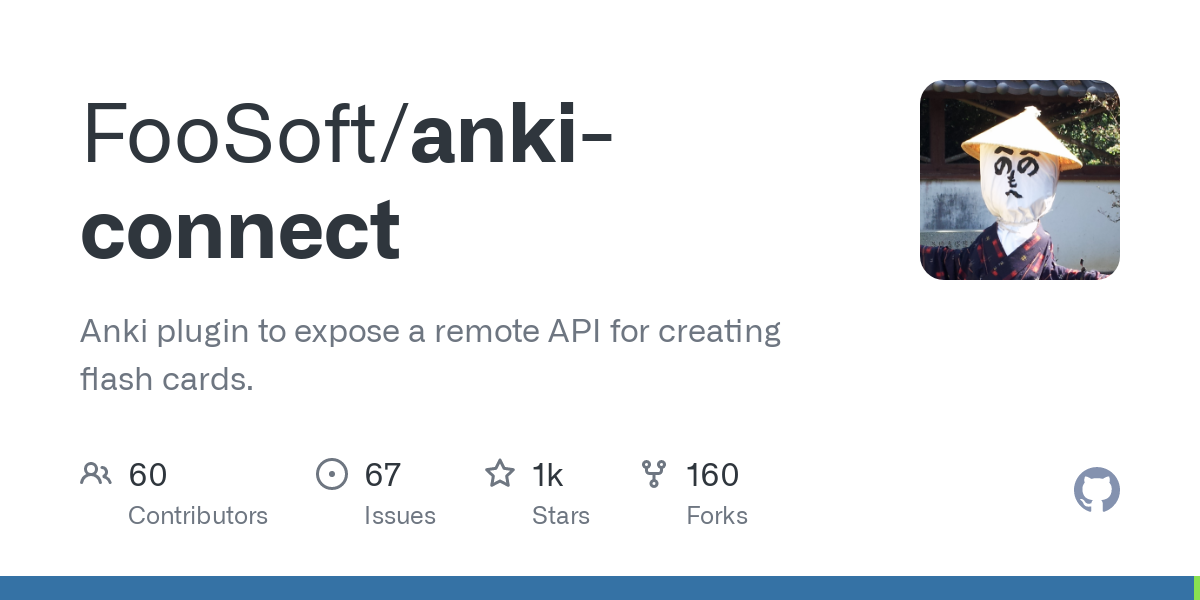 FooSoft/anki-
connect
Anki plugin to expose a remote API for creating
flash cards.
60
Contributors
67
Issues
1k
Stars
160
Forks